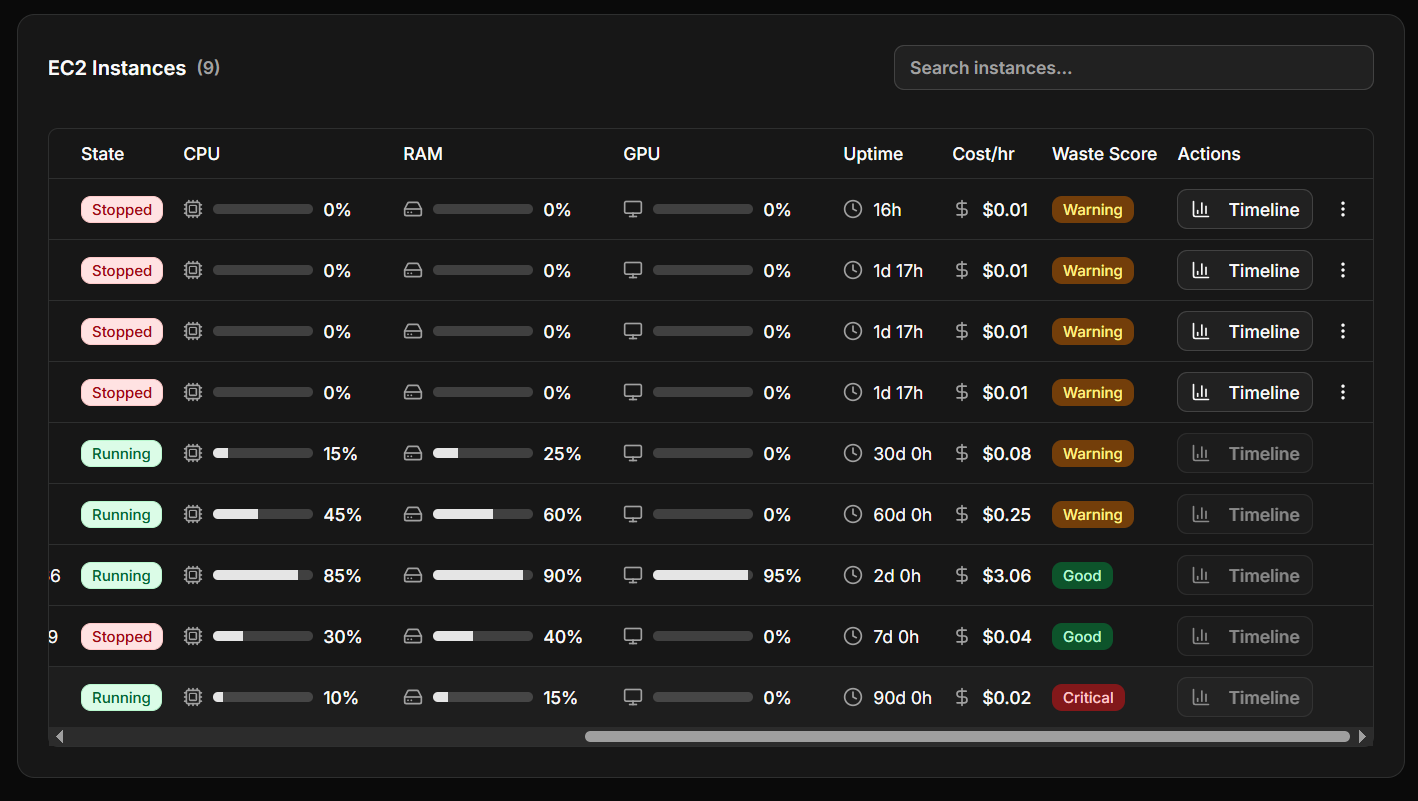 EC2 Instances (9)
Search instances...
State CPU RAM GPU Uptime Cost/hr Waste Score Actions
Stopped 0% 0% 0% 16h $0.01 Warning Timeline
Stopped 0% 0% 0% 1d 17h $0.01 Warning Timeline
Stopped 0% 0% 0% 1d 17h $0.01 Warning Timeline
Stopped 0% 0% 0% 1d 17h $0.01 Warning Timeline
Running 15% 25% 0% 30d 0h $0.08 Warning Timeline
Running 45% 60% 0% 60d 0h $0.25 Warning Timeline
6 Running 85% 90% 95% 2d 0h $3.06 Good Timeline
9 Stopped 30% 40% 0% 7d 0h $0.04 Good Timeline
Running 10% 15% 0% 90d 0h $0.02 Critical Timeline